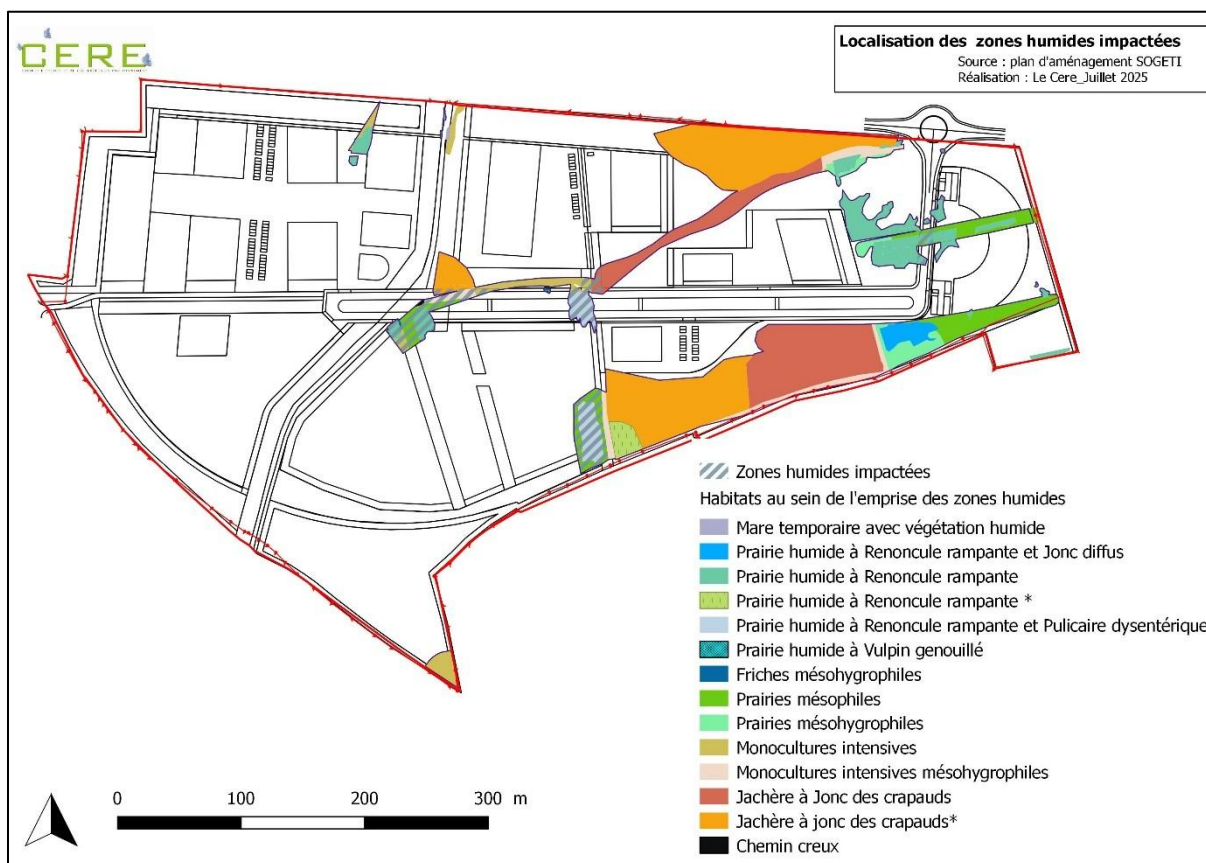 CERE
Localisation des zones humides impactées
Source : plan d'aménagement SOGETI
Réalisation : Le Cere_Juillet 2025
Zones humides impactées
Habitats au sein de l'emprise des zones humides
Mare temporaire avec végétation humide
Prairie humide à Renoncule rampante et Jonc diffus
Prairie humide à Renoncule rampante
Prairie humide à Renoncule rampante *
Prairie humide à Renoncule rampante et Pulicaire dysentérique
Prairie humide à Vulpin genouillé
Friches mésohygrophiles
Prairies mésophiles
Prairies mésohygrophiles
Monocultures intensives
Monocultures intensives mésohygrophiles
Jachère à Jonc des crapauds
Jachère à jonc des crapauds*
Chemin creux
0 100 200 300 m